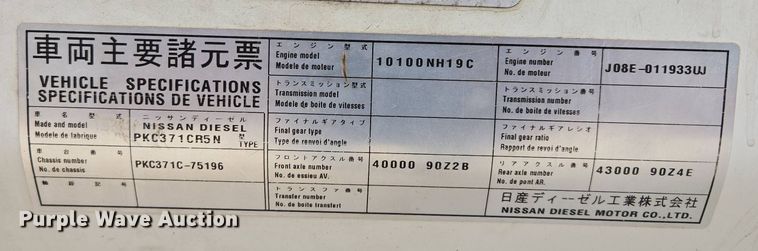 車両主要諸元票
VEHICLE SPECIFICATIONS
SPECIFICATIONS DE VEHICLE
車名型式
Made and model
Modele de fabrique
ニッサンディーゼル
NISSAN DIESEL
PKC371CR5N 型 TYPE
車台番号
Chassis number
No. de chassis
PKC371C-75196
エンジン型式
Engine model
Modele de moteur
10100NH19C
エンジン番号
Engine number
No. de moteur
J08E-011933UJ
トランスミッション型式
Transmission model
Modele de boite de vitesses
トランスミッション番号
Transmission number
No. de boite de vitesses
ファイナルギアタイプ
Final gear type
Type de renvoi d'angle
ファイナルギアレシオ
Final gear ratio
Rapport de revoi d'angle
フロントアクスル番号
Front axle number
No. de essieu AV.
40000 90Z2B
リアアクスル番号
Rear axle number
No. de pont AR.
43000 90Z4E
トランスファ番号
Transfer number
No. de boite transfert
日産ディーゼル工業株式会社
NISSAN DIESEL MOTOR CO.,LTD.
Purple Wave Auction